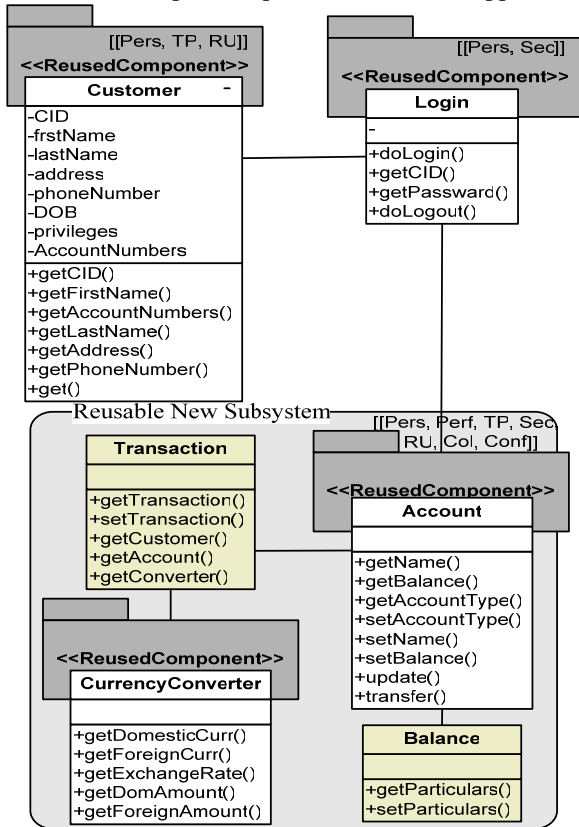 [[Pers, TP, RU]]
<<ReusedComponent>>
Customer -
-CID
-frstName
-lastName
-address
-phoneNumber
-DOB
-privileges
-AccountNumbers
+getCID()
+getFirstName()
+getAccountNumbers()
+getLastName()
+getAddress()
+getPhoneNumber()
+get()
[[Pers, Sec]]
<<ReusedComponent>>
Login
-
+doLogin()
+getCID()
+getPassward()
+doLogout()
Reusable New Subsystem
Transaction
+getTransaction()
+setTransaction()
+getCustomer()
+getAccount()
+getConverter()
[[Pers, Perf, TP, Sec,
RU, Col, Conf]]
<<ReusedComponent>>
Account
+getName()
+getBalance()
+getAccountType()
+setAccountType()
+setName()
+setBalance()
+update()
+transfer()
<<ReusedComponent>>
CurrencyConverter
+getDomesticCurr()
+getForeignCurr()
+getExchangeRate()
+getDomAmount()
+getForeignAmount()
Balance
+getParticulars()
+setParticulars()